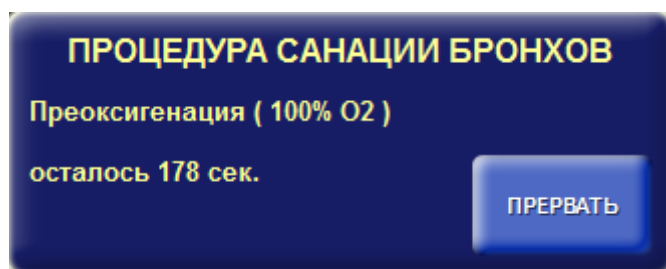 ПРОЦЕДУРА САНАЦИИ БРОНХОВ
Преоксигенация ( 100% O2 )
осталось 178 сек.
ПРЕРВАТЬ